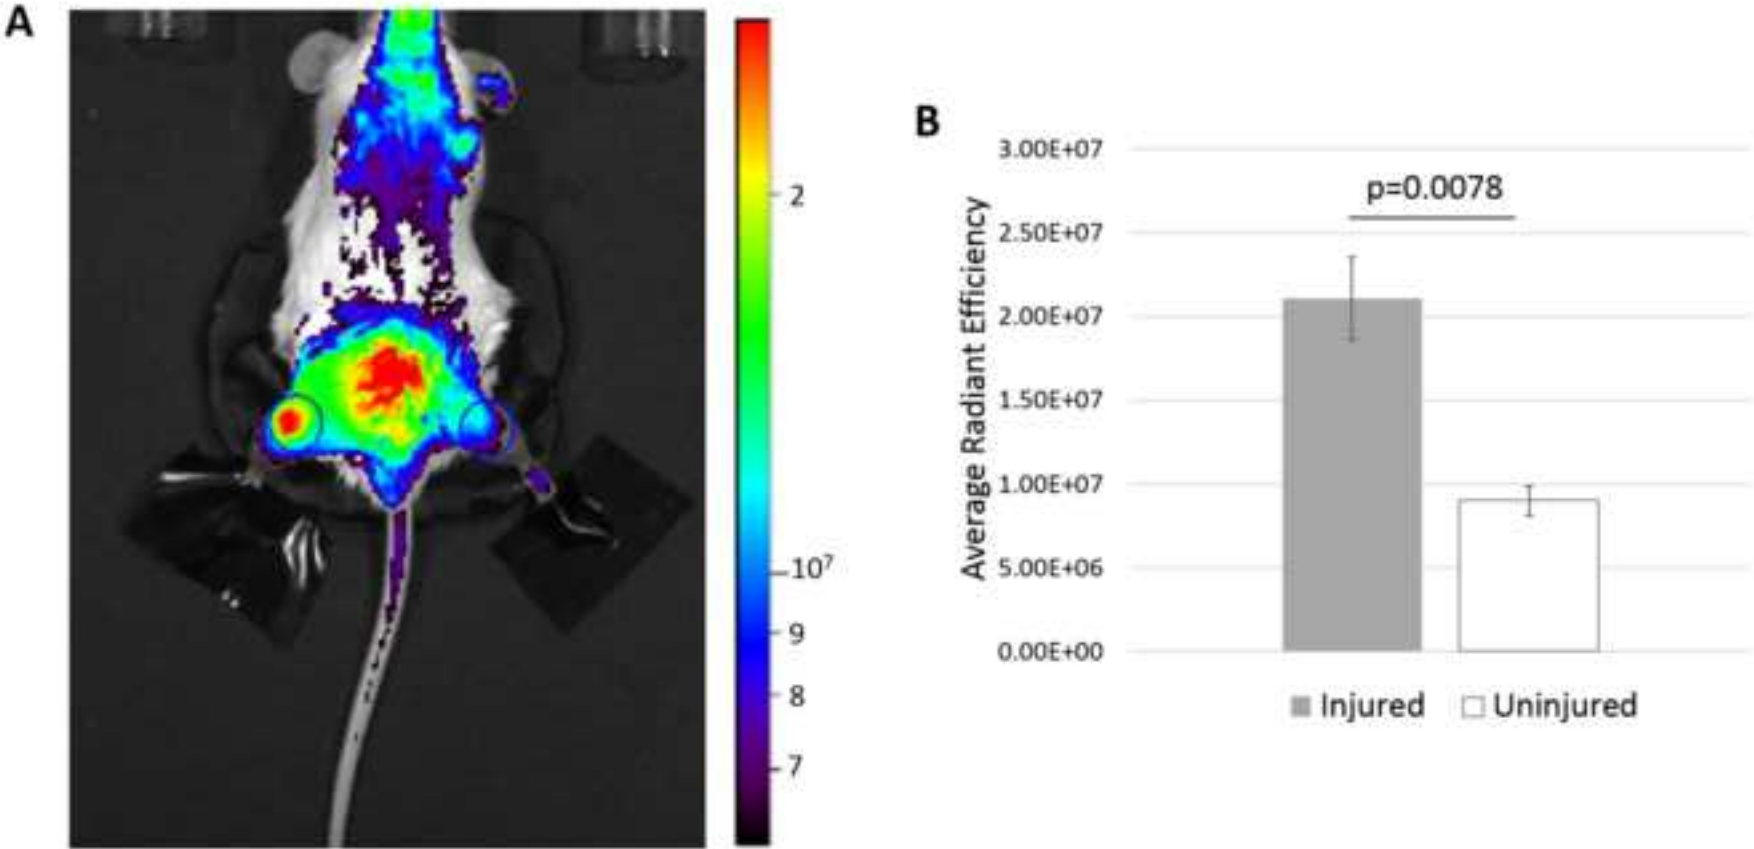 A
2
10⁷
9
8
7
B
Average Radiant Efficiency
3.00E+07
2.50E+07
2.00E+07
1.50E+07
1.00E+07
5.00E+06
0.00E+00
p=0.0078
Injured
Uninjured